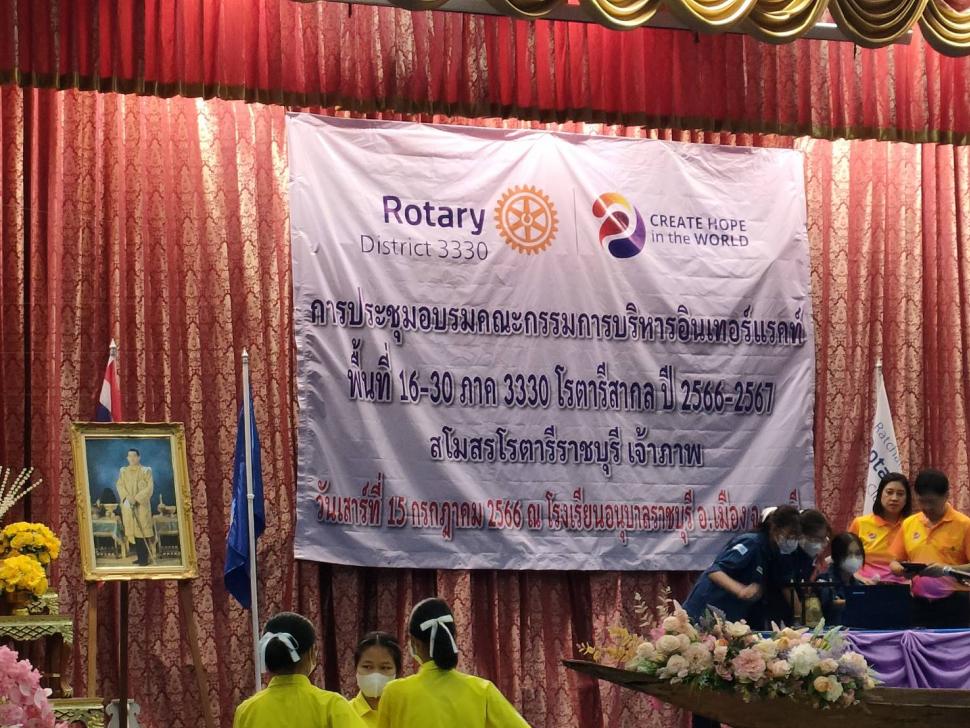 Rotary
District 3330
CREATE HOPE
in the WORLD
การประชุมอบรมคณะกรรมการบริหารอินเทอร์แรคท์
พื้นที่ 16-30 ภาค 3330 โรตารีสากล ปี 2566-2567
สโมสรโรตารีราชบุรี เจ้าภาพ
วันเสาร์ที่ 15 กรกฎาคม 2566 ณ โรงเรียนอนุบาลราชบุรี อ.เมือง